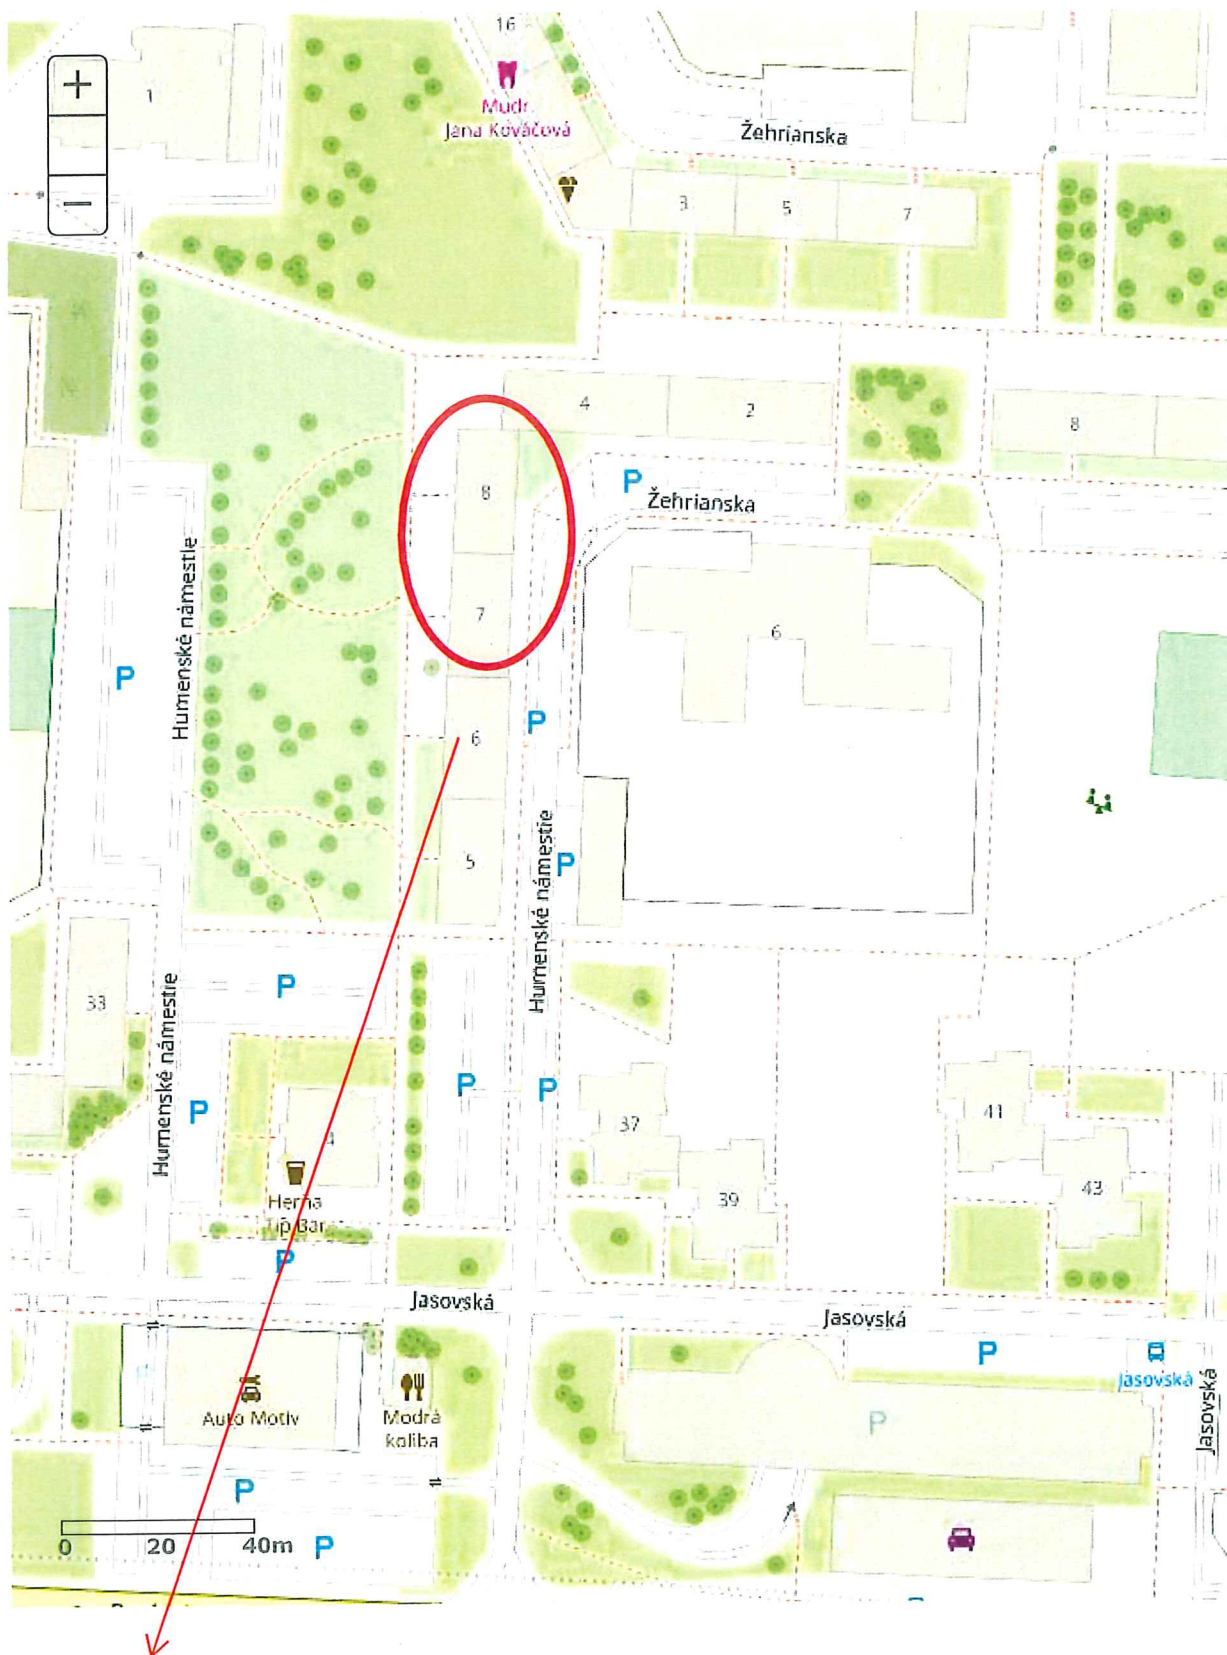 16
+
1
Mudr.
Jana Kováčová
Žehrianska
−
3
5
7
4
2
8
8
P
Žehrianska
Humenské námestie
7
6
P
P
6
Humenské námestie
P
5
33
P
Humenské námestie
P
P
P
37
41
4
Herňa
Tip Bar
39
43
P
Jasovská
Jasovská
P
Jasovská
Auto Motiv
Modrá
koliba
P
Jasovská
P
0 20 40m
P